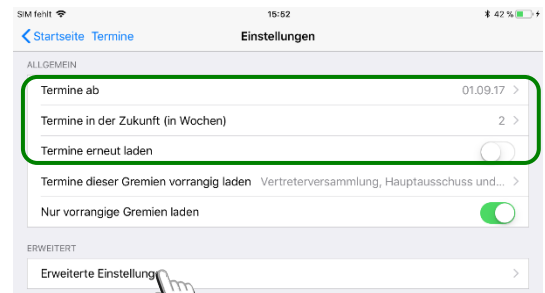 SIM fehlt 15:52 42 %
Startseite Termine Einstellungen
ALLGEMEIN
Termine ab 01.09.17
Termine in der Zukunft (in Wochen) 2
Termine erneut laden
Termine dieser Gremien vorrangig laden Vertreterversammlung, Hauptausschuss und...
Nur vorrangige Gremien laden
ERWEITERT
Erweiterte Einstellung